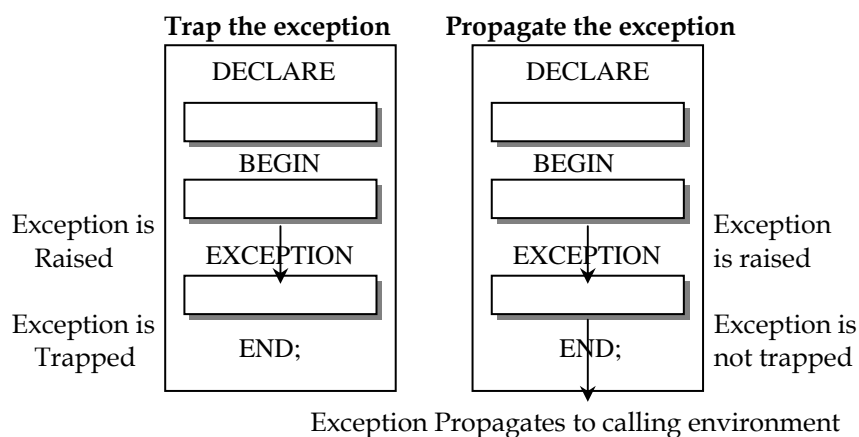 Trap the exception
DECLARE
BEGIN
Exception is
Raised
EXCEPTION
Exception is
Trapped
END;
Propagate the exception
DECLARE
BEGIN
Exception
is raised
EXCEPTION
Exception is
not trapped
END;
Exception Propagates to calling environment